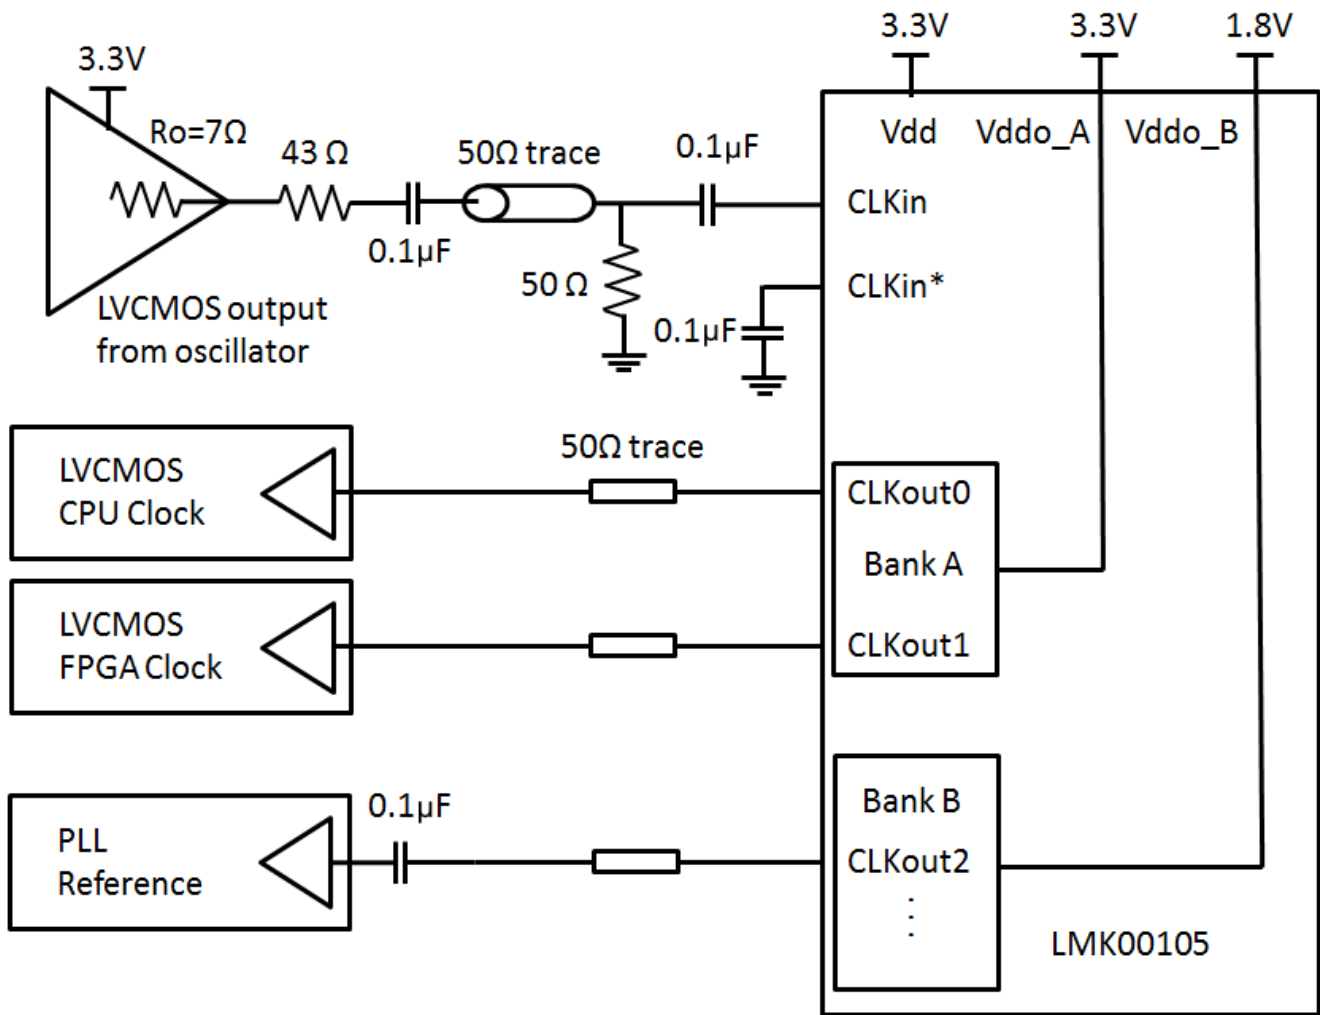 3.3V
3.3V
1.8V
3.3V
Ro=7Ω
43 Ω
50Ω trace
0.1µF
Vdd
Vddo_A
Vddo_B
CLKin
0.1µF
50 Ω
CLKin*
0.1µF
LVCMOS output
from oscillator
50Ω trace
LVCMOS
CPU Clock
CLKout0
Bank A
LVCMOS
FPGA Clock
CLKout1
0.1µF
Bank B
PLL
Reference
CLKout2
LMK00105